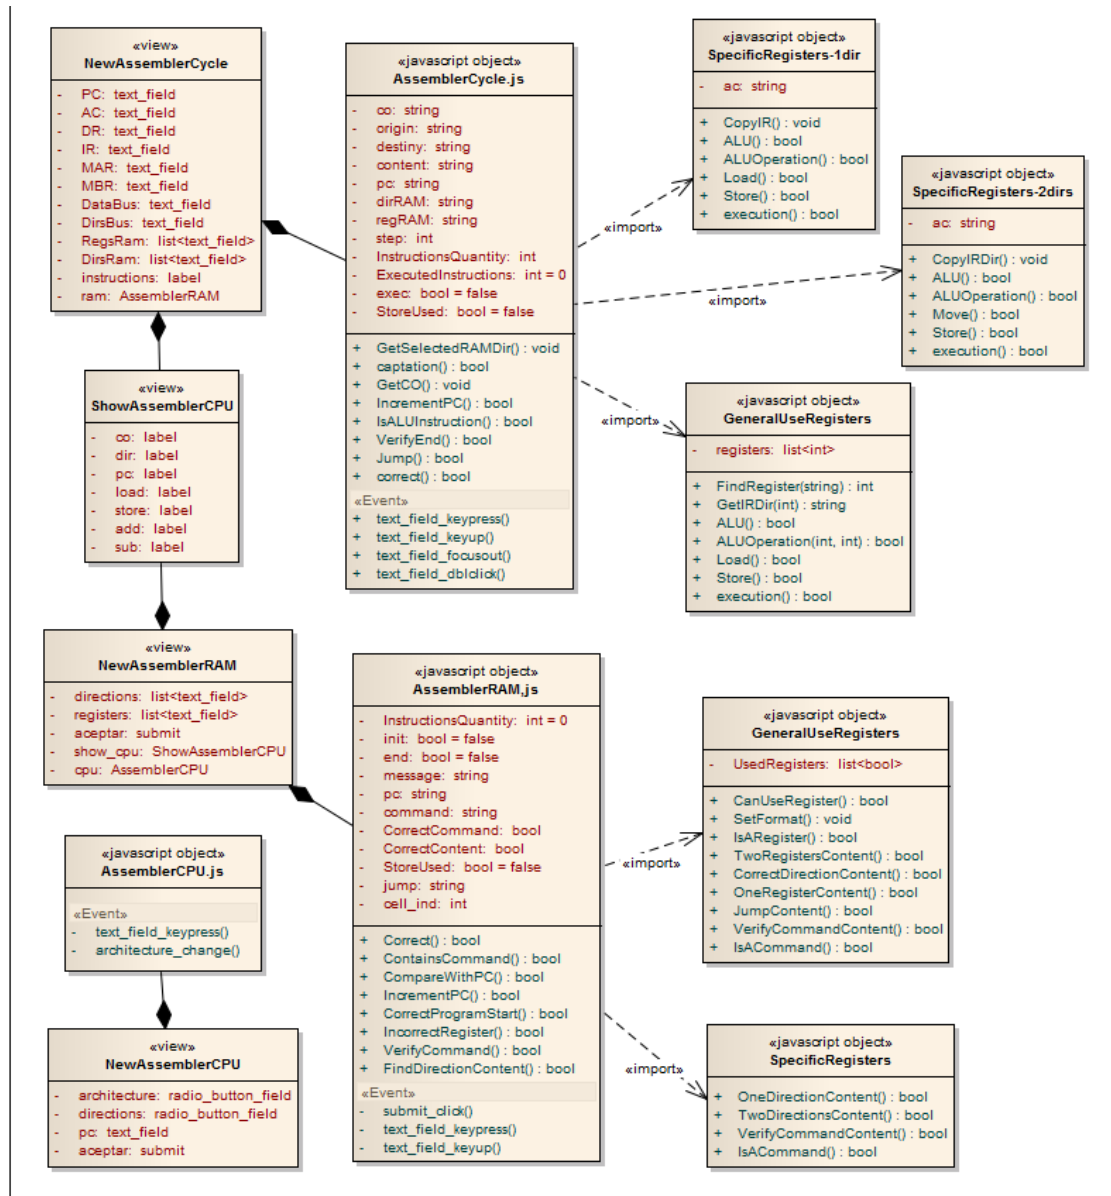 «view»
NewAssemblerCycle
- PC: text_field
- AC: text_field
- DR: text_field
- IR: text_field
- MAR: text_field
- MBR: text_field
- DataBus: text_field
- DirsBus: text_field
- RegsRam: list<text_field>
- DirsRam: list<text_field>
- instructions: label
- ram: AssemblerRAM
«javascript object»
AssemblerCycle.js
- co: string
- origin: string
- destiny: string
- content: string
- pc: string
- dirRAM: string
- regRAM: string
- step: int
- InstructionsQuantity: int
- ExecutedInstructions: int = 0
- exec: bool = false
- StoreUsed: bool = false
+ GetSelectedRAMDir() : void
+ captation() : bool
+ GetCO() : void
+ IncrementPC() : bool
+ IsALUInstruction() : bool
+ VerifyEnd() : bool
+ Jump() : bool
+ correct() : bool
«Event»
+ text_field_keypress()
+ text_field_keyup()
+ text_field_focusout()
+ text_field_dblclick()
«javascript object»
SpecificRegisters-1dir
- ac: string
+ CopyIR() : void
+ ALU() : bool
+ ALUOperation() : bool
+ Load() : bool
+ Store() : bool
+ execution() : bool
«import»
«javascript object»
SpecificRegisters-2dirs
- ac: string
+ CopyIRDir() : void
+ ALU() : bool
+ ALUOperation() : bool
+ Move() : bool
+ Store() : bool
+ execution() : bool
«import»
«javascript object»
GeneralUseRegisters
- registers: list<int>
+ FindRegister(string) : int
+ GetIRDir(int) : string
+ ALU() : bool
+ ALUOperation(int, int) : bool
+ Load() : bool
+ Store() : bool
+ execution() : bool
«import»
«view»
ShowAssemblerCPU
- co: label
- dir: label
- pc: label
- load: label
- store: label
- add: label
- sub: label
«view»
NewAssemblerRAM
- directions: list<text_field>
- registers: list<text_field>
- aceptar: submit
- show_cpu: ShowAssemblerCPU
- cpu: AssemblerCPU
«javascript object»
AssemblerRAM,js
- InstructionsQuantity: int = 0
- init: bool = false
- end: bool = false
- message: string
- pc: string
- command: string
- CorrectCommand: bool
- CorrectContent: bool
- StoreUsed: bool = false
- jump: string
- cell_ind: int
+ Correct() : bool
+ ContainsCommand() : bool
+ CompareWithPC() : bool
+ IncrementPC() : bool
+ CorrectProgramStart() : bool
+ IncorrectRegister() : bool
+ VerifyCommand() : bool
+ FindDirectionContent() : bool
«Event»
- submit_click()
- text_field_keypress()
- text_field_keyup()
«javascript object»
GeneralUseRegisters
- UsedRegisters: list<bool>
+ CanUseRegister() : bool
+ SetFormat() : void
+ IsARegister() : bool
+ TwoRegistersContent() : bool
+ CorrectDirectionContent() : bool
+ OneRegisterContent() : bool
+ JumpContent() : bool
+ VerifyCommandContent() : bool
+ IsACommand() : bool
«import»
«javascript object»
AssemblerCPU.js
«Event»
- text_field_keypress()
- architecture_change()
«view»
NewAssemblerCPU
- architecture: radio_button_field
- directions: radio_button_field
- pc: text_field
- aceptar: submit
«import»
«javascript object»
SpecificRegisters
+ OneDirectionContent() : bool
+ TwoDirectionsContent() : bool
+ VerifyCommandContent() : bool
+ IsACommand() : bool